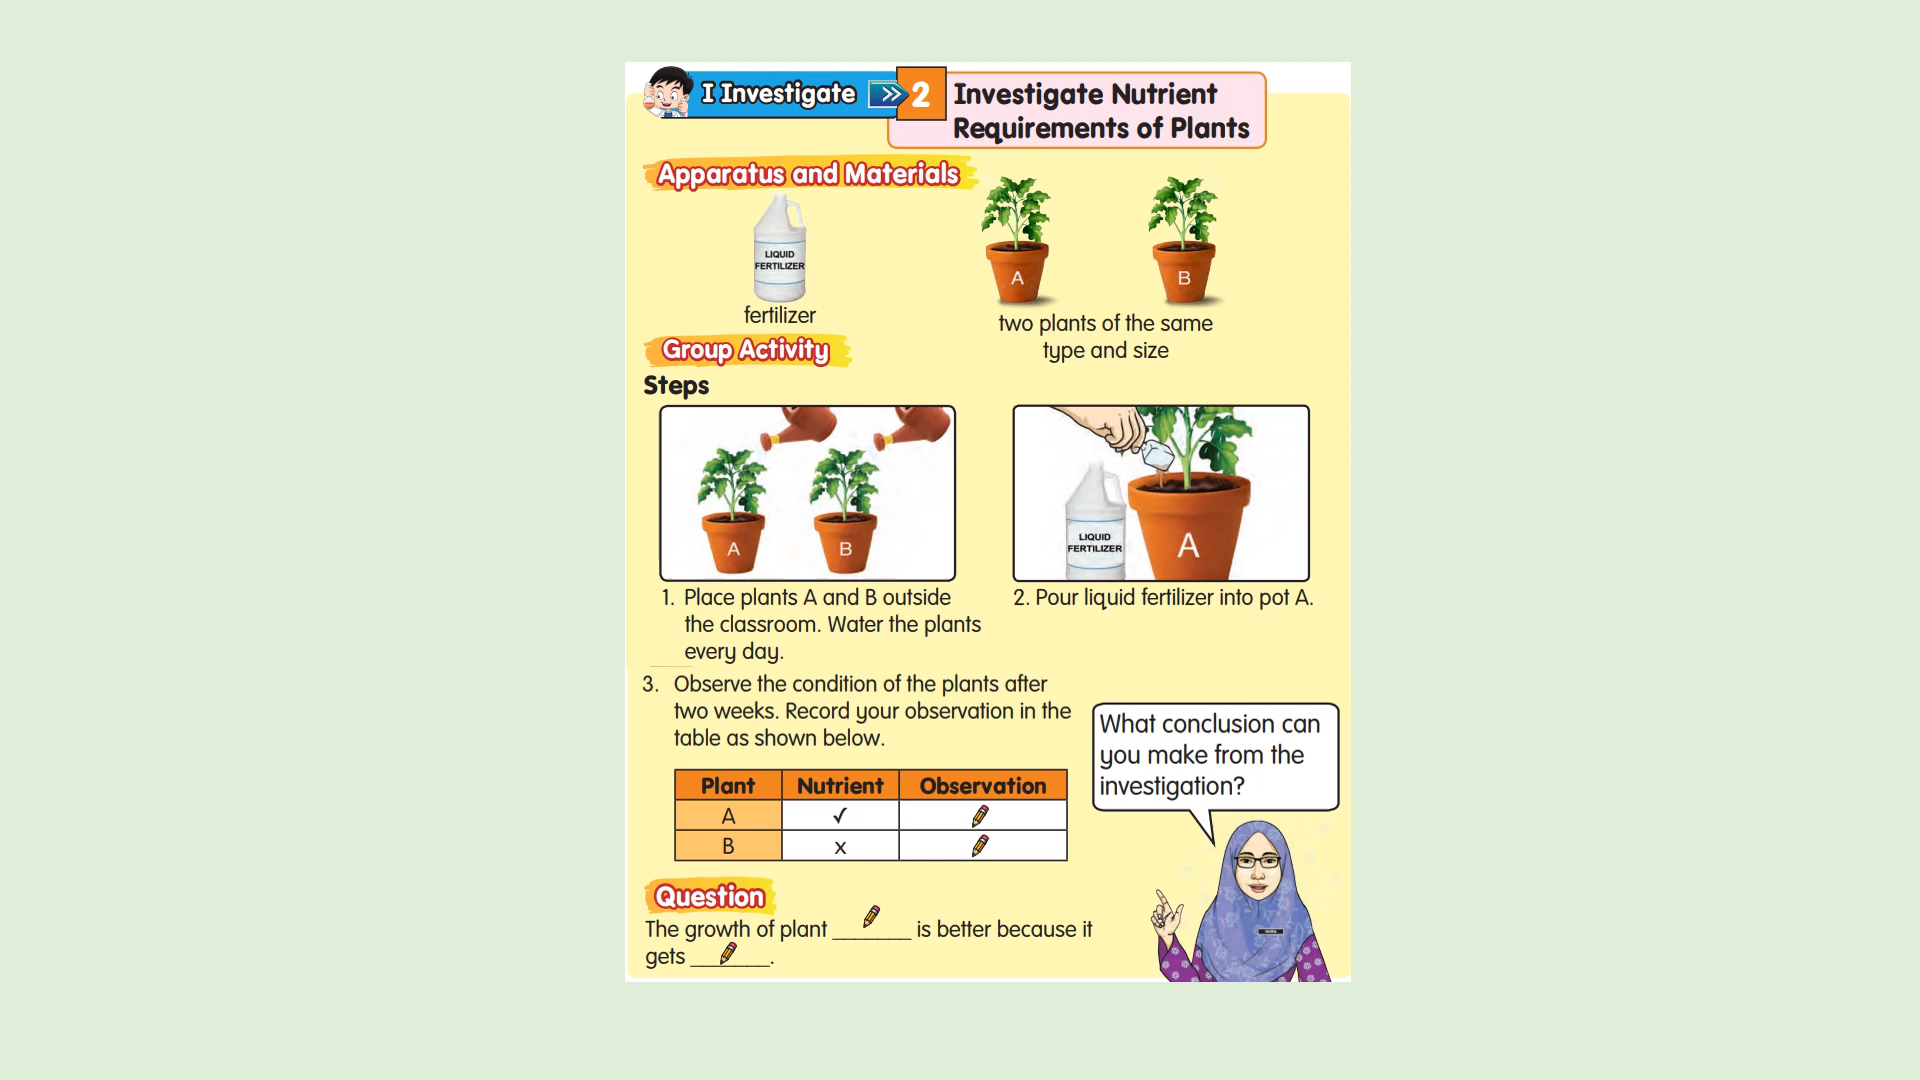 I Investigate 2 Investigate Nutrient
Requirements of Plants
Apparatus and Materials
LIQUID
FERTILIZER
A
B
fertilizer
two plants of the same
type and size
Group Activity
Steps
A
B
LIQUID
FERTILIZER
A
1. Place plants A and B outside
the classroom. Water the plants
every day.
2. Pour liquid fertilizer into pot A.
3. Observe the condition of the plants after
two weeks. Record your observation in the
table as shown below.
What conclusion can
you make from the
investigation?
Plant Nutrient Observation
A ✓
B x
Question
The growth of plant _______ is better because it
gets _______.